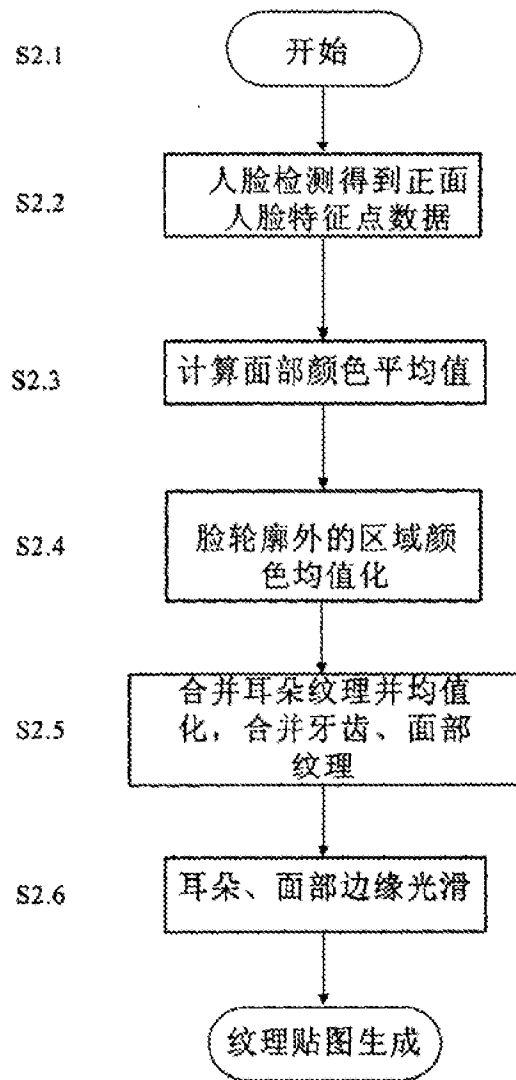 S2.1
开始
S2.2
人脸检测得到正面
人脸特征点数据
S2.3
计算面部颜色平均值
S2.4
脸轮廓外的区域颜
色均值化
S2.5
合并耳朵纹理并均值
化，合并牙齿、面部
纹理
S2.6
耳朵、面部边缘光滑
纹理贴图生成